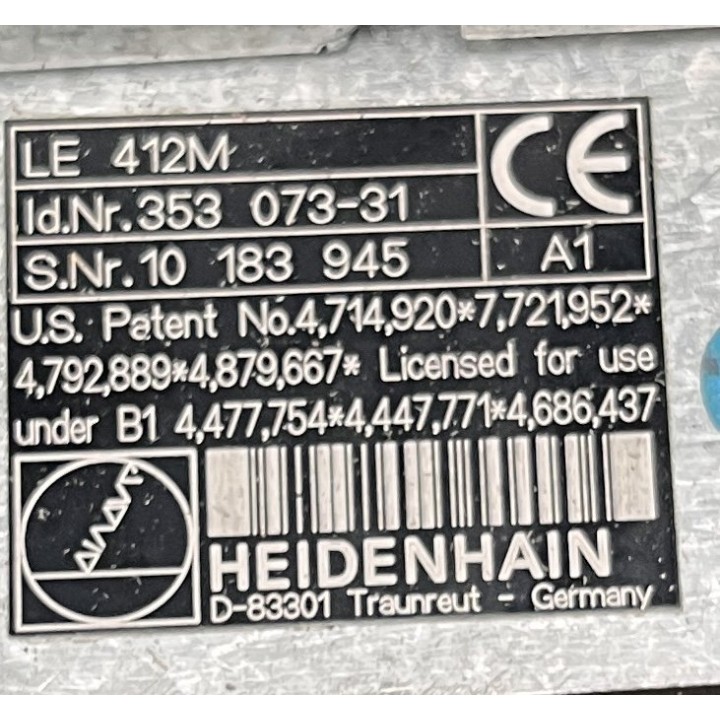 LE 412M
Id.Nr.353 073-31
S.Nr.10 183 945
CE
A1
U.S. Patent No.4,714,920*7,721,952*
4,792,889*4,879,667* Licensed for use
under B1 4,477,754*4,447,771*4,686,437
HEIDENHAIN
D-83301 Traunreut - Germany